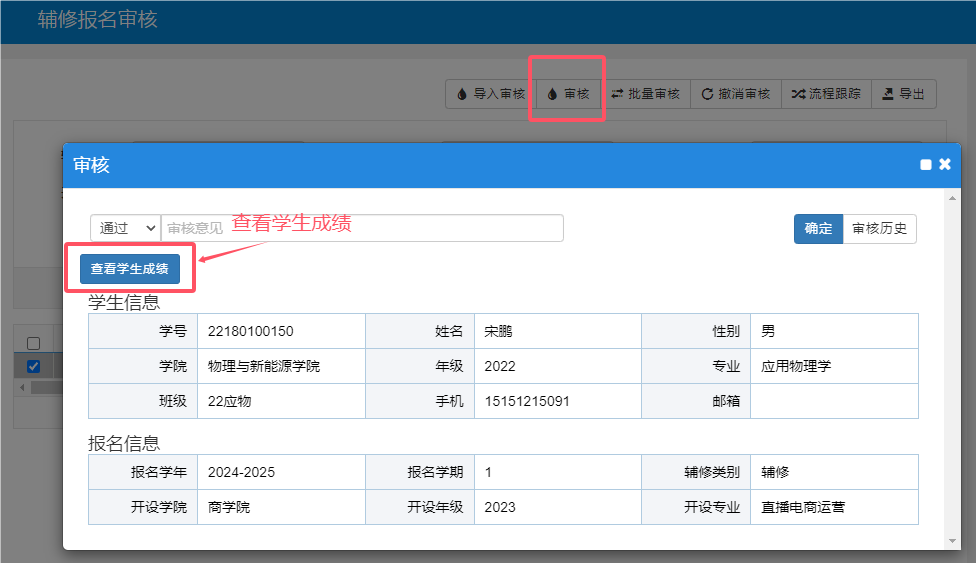 辅修报名审核
导入审核 审核 批量审核 撤消审核 流程跟踪 导出
审核
通过 审核意见 查看学生成绩 确定 审核历史
查看学生成绩
学生信息
学号 22180100150 姓名 宋鹏 性别 男
学院 物理与新能源学院 年级 2022 专业 应用物理学
班级 22应物 手机 15151215091 邮箱
报名信息
报名学年 2024-2025 报名学期 1 辅修类别 辅修
开设学院 商学院 开设年级 2023 开设专业 直播电商运营